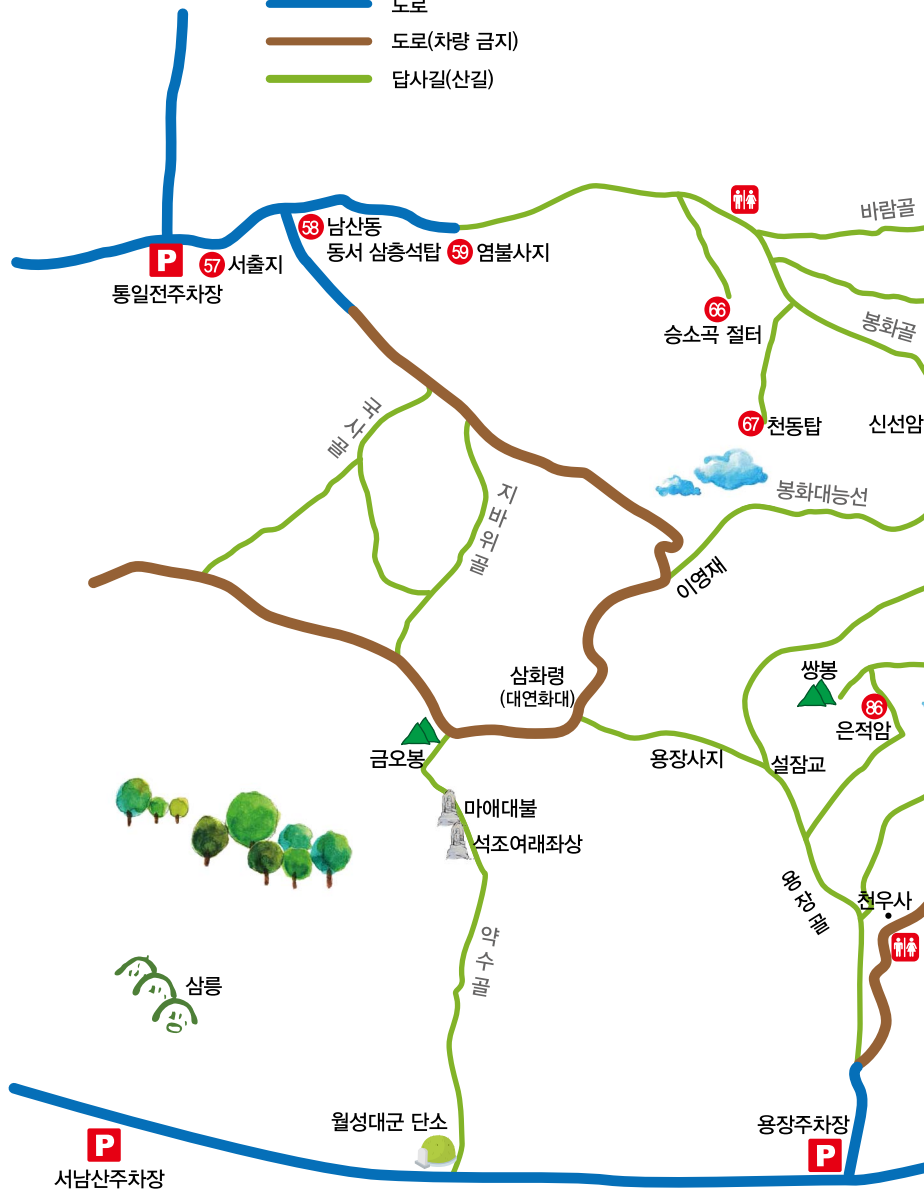 도로
도로(차량 금지)
답사길(산길)
바람골
58 남산동
동서 삼층석탑
59 염불사지
P
57 서출지
통일전주차장
66
승소곡 절터
봉화골
국사골
67 천동탑
신선암
봉화대능선
지바위골
이영재
쌍봉
삼화령
(대연화대)
86
은적암
금오봉
용장사지
설잠교
마애대불
석조여래좌상
용장골
천우사
약수골
삼릉
월성대군 단소
용장주차장
P
P
서남산주차장